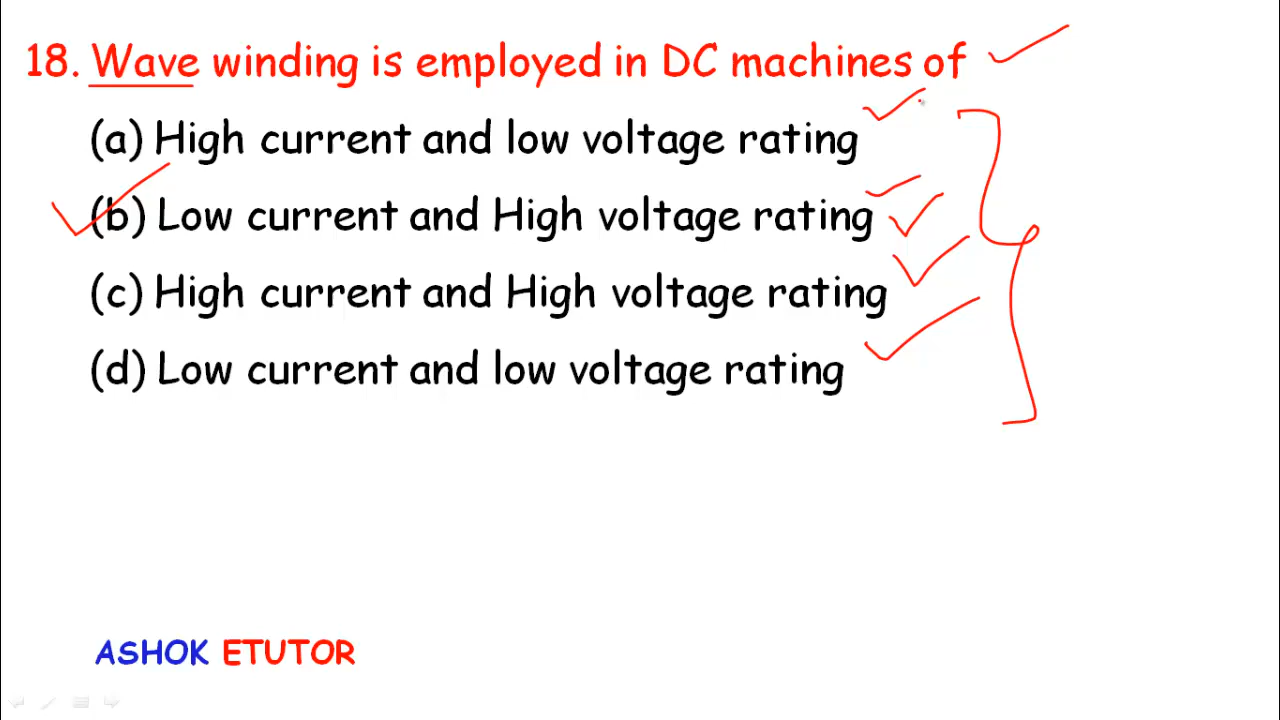 18. Wave winding is employed in DC machines of
(a) High current and low voltage rating
(b) Low current and High voltage rating
(c) High current and High voltage rating
(d) Low current and low voltage rating
ASHOK ETUTOR